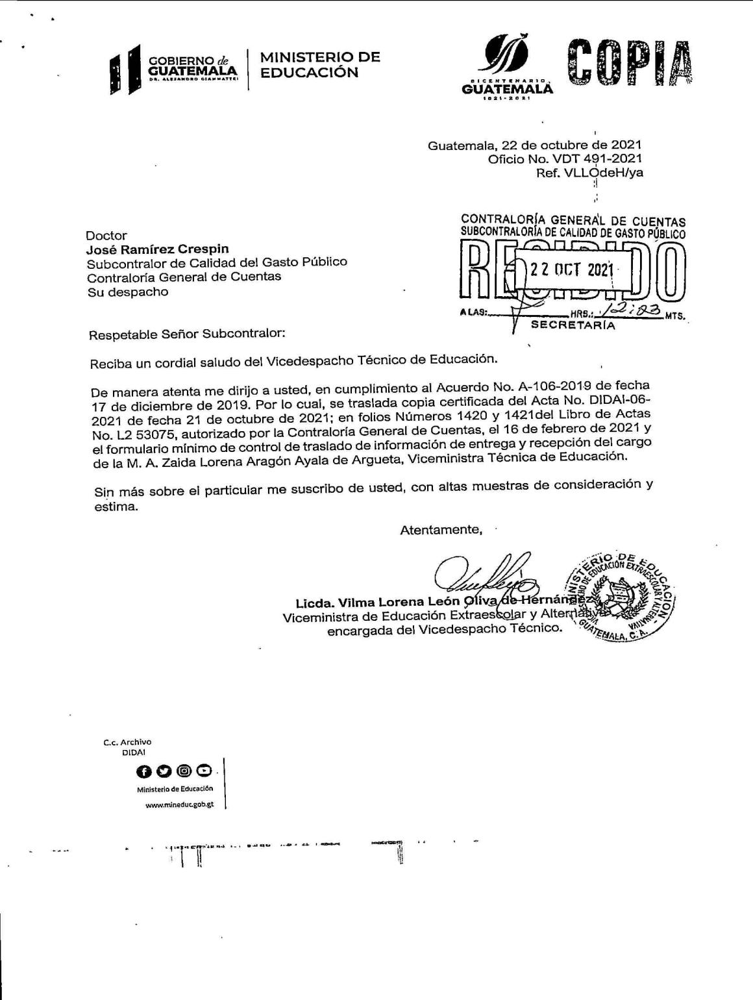 GOBIERNO de
GUATEMALA
DR. ALEJANDRO GIAMMATTEI
MINISTERIO DE
EDUCACIÓN
BICENTENARIO
GUATEMALA
1821-2021
COPIA
Guatemala, 22 de octubre de 2021
Oficio No. VDT 491-2021
Ref. VLLOdeH/ya
CONTRALORÍA GENERAL DE CUENTAS
SUBCONTRALORÍA DE CALIDAD DE GASTO PÚBLICO
RECIBIDO
22 OCT 2021
A LAS: HRS.: 12:03 MTS.
SECRETARÍA
Doctor
José Ramírez Crespin
Subcontralor de Calidad del Gasto Público
Contraloría General de Cuentas
Su despacho
Respetable Señor Subcontralor:
Reciba un cordial saludo del Vicedespacho Técnico de Educación.
De manera atenta me dirijo a usted, en cumplimiento al Acuerdo No. A-106-2019 de fecha
17 de diciembre de 2019. Por lo cual, se traslada copia certificada del Acta No. DIDAI-06-
2021 de fecha 21 de octubre de 2021; en folios Números 1420 y 1421del Libro de Actas
No. L2 53075, autorizado por la Contraloría General de Cuentas, el 16 de febrero de 2021 y
el formulario mínimo de control de traslado de información de entrega y recepción del cargo
de la M. A. Zaida Lorena Aragón Ayala de Argueta, Viceministra Técnica de Educación.
Sin más sobre el particular me suscribo de usted, con altas muestras de consideración y
estima.
Atentamente,
Licda. Vilma Lorena León Oliva de Hernández
Viceministra de Educación Extraescolar y Alternativa
encargada del Vicedespacho Técnico.
MINISTERIO DE EDUCACIÓN
VICEDESPACHO DE EDUCACIÓN EXTRAESCOLAR Y ALTERNATIVA
GUATEMALA, C. A.
C.c. Archivo
DIDAI
Ministerio de Educación
www.mineduc.gob.gt